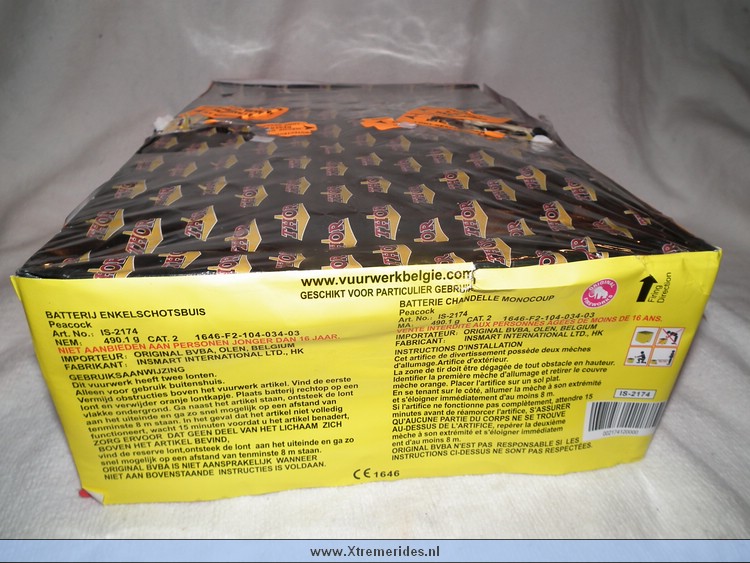 THOR THOR THOR THOR THOR THOR THOR
www.vuurwerkbelgie.com
GESCHIKT VOOR PARTICULIER GEBRUIK
BATTERIJ ENKELSCHOTSBUIS
Peacock
Art. No.: IS-2174
NEM: 490.1 g CAT. 2 1646-F2-104-034-03
NIET AANBIEDEN AAN PERSONEN JONGER DAN 16 JAAR
IMPORTEUR: ORIGINAL BVBA, OLEN, BELGIUM
FABRIKANT: INSMART INTERNATIONAL LTD., HK
GEBRUIKSAANWIJZING
Dit vuurwerk heeft twee lonten.
Alleen voor gebruik buitenshuis.
Vermijd obstructies boven het vuurwerk artikel. Vind de eerste
lont en verwijder oranje lontkapje. Plaats batterij rechtop een
vlakke ondergrond. Ga naast het artikel staan, ontsteek de lont
aan het uiteinde en ga zo snel mogelijk op een afstand van
tenminste 8 m staan. In het geval dat het artikel niet volledig
functioneert, wacht 15 minuten voordat u het artikel benadert,
ZORG ERVOOR DAT GEEN DEEL VAN HET LICHAAM ZICH
BOVEN HET ARTIKEL BEVIND,
vind de reserve lont,ontsteek de lont aan het uiteinde en ga zo
snel mogelijk op een afstand van tenminste 8 m staan.
ORIGINAL BVBA IS NIET AANSPRAKELIJK WANNEER
AAN BOVENSTAANDE INSTRUCTIES IS VOLDAAN.
CE 1646
BATTERIE CHANDELLE MONOCOUP
Peacock
Art. No.: IS-2174
MA: 490.1 g CAT. 2 1646-F2-104-034-03
VENTE INTERDITE AUX PERSONNES AGEES DE MOINS DE 16 ANS.
IMPORTATEUR: ORIGINAL BVBA, OLEN, BELGIUM
FABRICANT: INSMART INTERNATIONAL LTD., HK
INSTRUCTIONS D'INSTALLATION
Cet artifice de divertissement possède deux mèches
d'allumage.Artifice d'extérieur.
La zone de tir doit être dégagée de tout obstacle en hauteur.
Identifier la première mèche d'allumage et retirer le couvre
mèche orange. Placer l'artifice sur un sol plat.
En se tenant sur le côté, allumer la mèche à son extrémité
et s'éloigner immédiatement d'au moins 8 m.
Si l'artifice ne fonctionne pas complètement, attendre 15
minutes avant de réamorcer l'artifice, S'ASSURER
QU'AUCUNE PARTIE DU CORPS NE SE TROUVE
AU-DESSUS DE L'ARTIFICE, repérer la deuxième
mèche à son extrémité et s'éloigner immédiatem
ent d'au moins 8 m.
ORIGINAL BVBA N'EST PAS RESPONSABLE SI LES
INSTRUCTIONS CI-DESSUS NE SONT PAS RESPECTÉES.
ORIGINAL
Firing
Direction
IS-2174
www.Xtremerides.nl